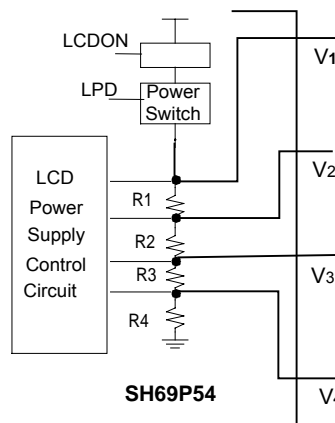 LCDON
V1
LPD
Power
Switch
LCD
Power
Supply
Control
Circuit
R1
V2
R2
V3
R3
R4
SH69P54